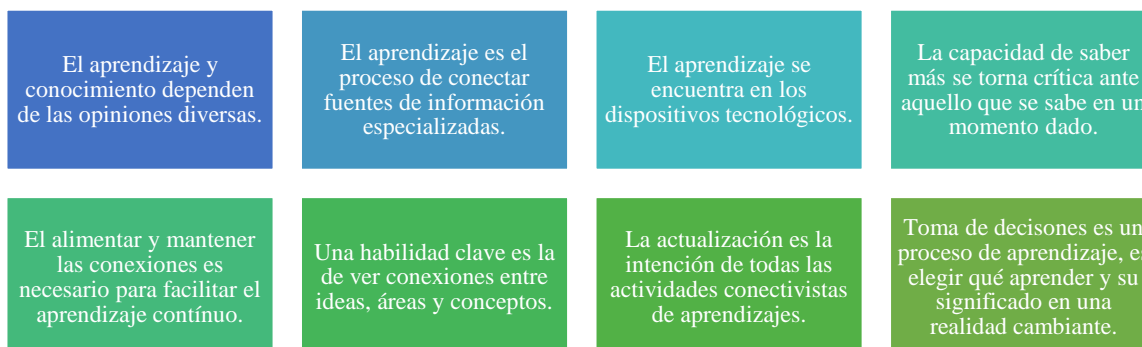 El aprendizaje y
conocimiento dependen
de las opiniones diversas.
El aprendizaje es el
proceso de conectar
fuentes de información
especializadas.
El aprendizaje se
encuentra en los
dispositivos tecnológicos.
La capacidad de saber
más se torna crítica ante
aquello que se sabe en un
momento dado.
El alimentar y mantener
las conexiones es
necesario para facilitar el
aprendizaje contínuo.
Una habilidad clave es la
de ver conexiones entre
ideas, áreas y conceptos.
La actualización es la
intención de todas las
actividades conectivistas
de aprendizajes.
Toma de decisones es un
proceso de aprendizaje, es
elegir qué aprender y su
significado en una
realidad cambiante.